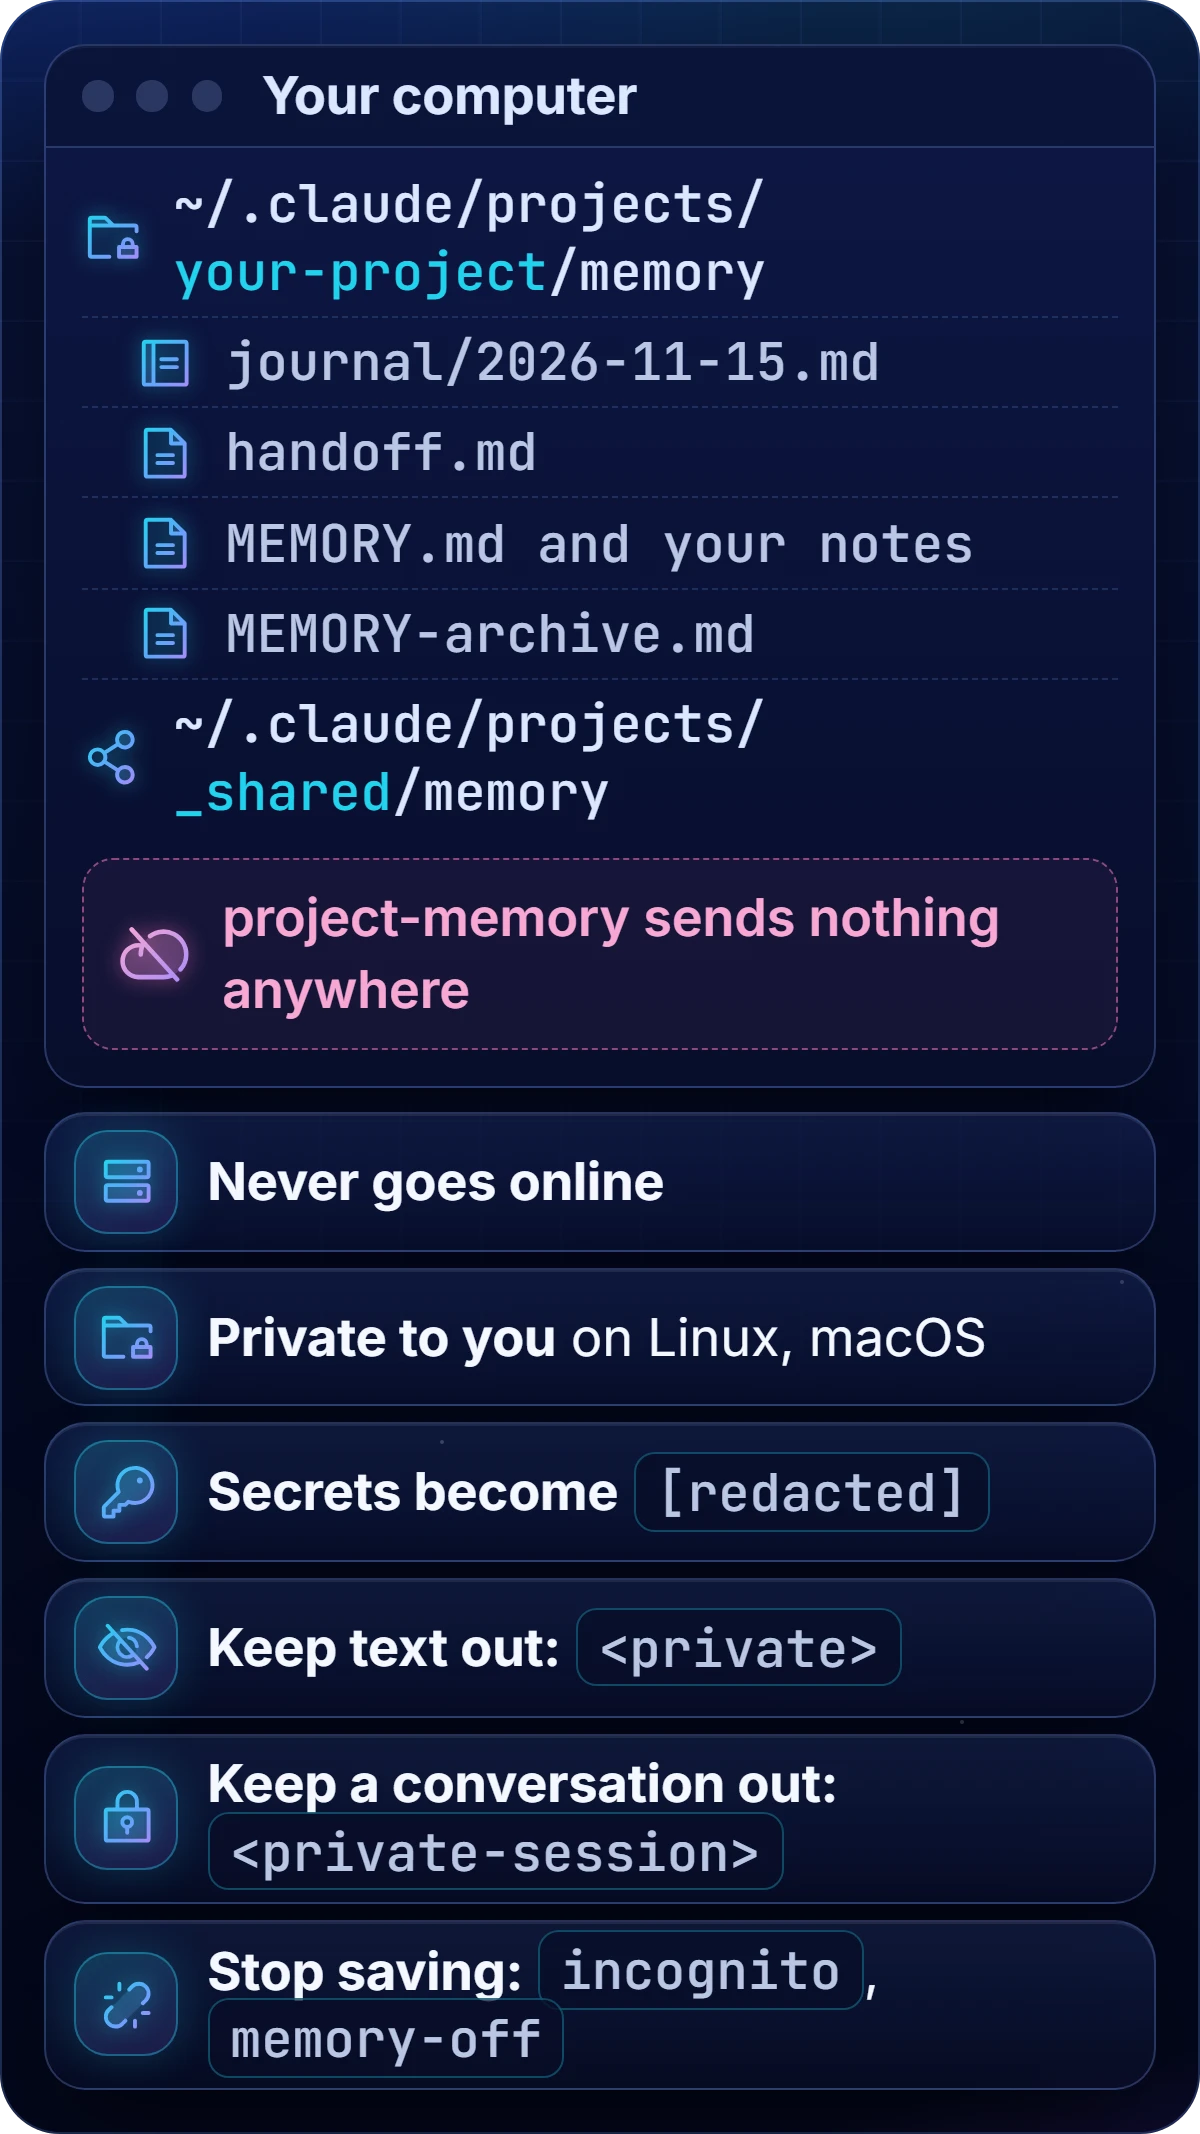 Your computer
~/.claude/projects/
your-project/memory
journal/2026-11-15.md
handoff.md
MEMORY.md and your notes
MEMORY-archive.md
~/.claude/projects/
_shared/memory
project-memory sends nothing
anywhere
Never goes online
Private to you on Linux, macOS
Secrets become [redacted]
Keep text out: <private>
Keep a conversation out:
<private-session>
Stop saving: incognito,
memory-off